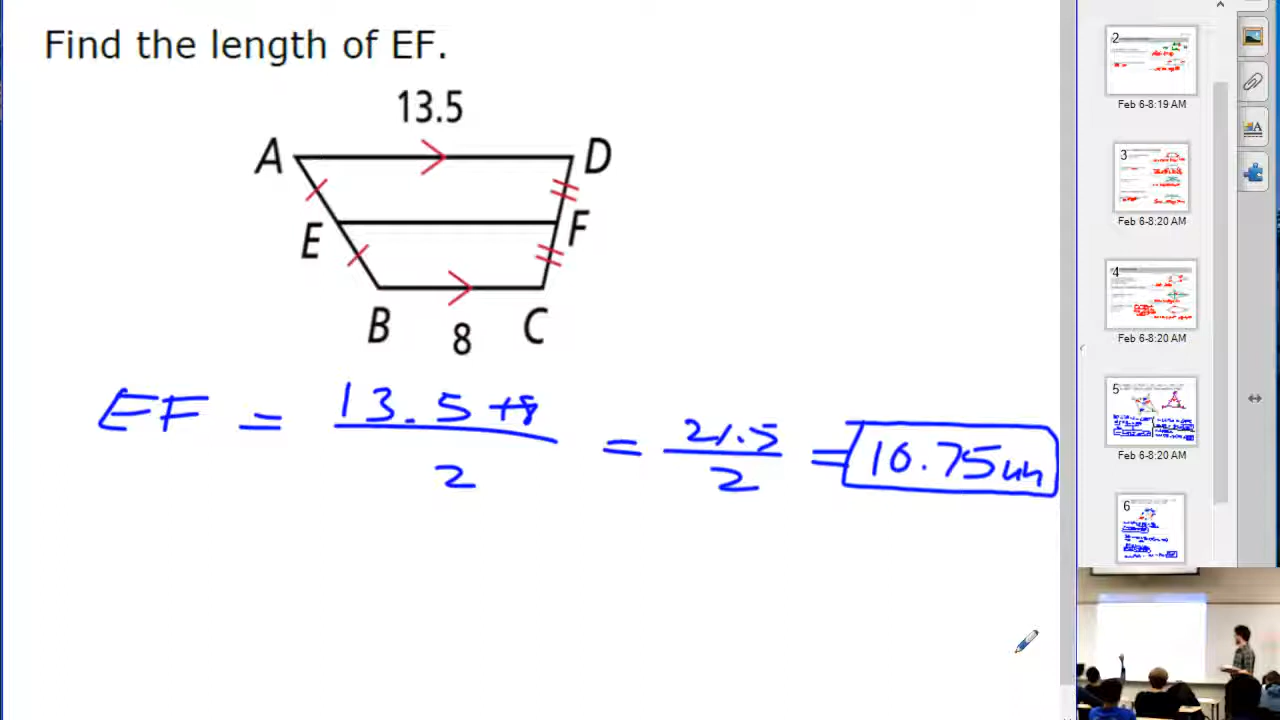 Find the length of EF.
13.5
A
D
E
F
B
8
C
EF = 13.5 + 8 / 2 = 21.5 / 2 = 10.75 un
2
Feb 6-8:19 AM
3
Feb 6-8:20 AM
4
Feb 6-8:20 AM
5
Feb 6-8:20 AM
6